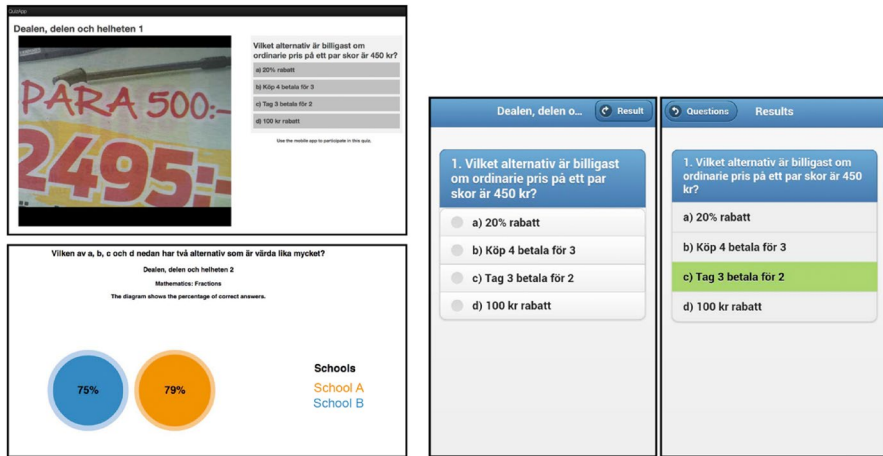 QuizApp
Dealen, delen och helheten 1
PARA 500:-
2495:-
Vilket alternativ är billigast om
ordinarie pris på ett par skor är 450 kr?
a) 20% rabatt
b) Köp 4 betala för 3
c) Tag 3 betala för 2
d) 100 kr rabatt
Use the mobile app to participate in this quiz.
Vilken av a, b, c och d nedan har två alternativ som är värda lika mycket?
Dealen, delen och helheten 2
Mathematics: Fractions
The diagram shows the percentage of correct answers.
75%
79%
Schools
School A
School B
Dealen, delen o...
Result
1. Vilket alternativ är billigast
om ordinarie pris på ett par
skor är 450 kr?
a) 20% rabatt
b) Köp 4 betala för 3
c) Tag 3 betala för 2
d) 100 kr rabatt
Questions
Results
1. Vilket alternativ är billigast om
ordinarie pris på ett par skor är 450
kr?
a) 20% rabatt
b) Köp 4 betala för 3
c) Tag 3 betala för 2
d) 100 kr rabatt